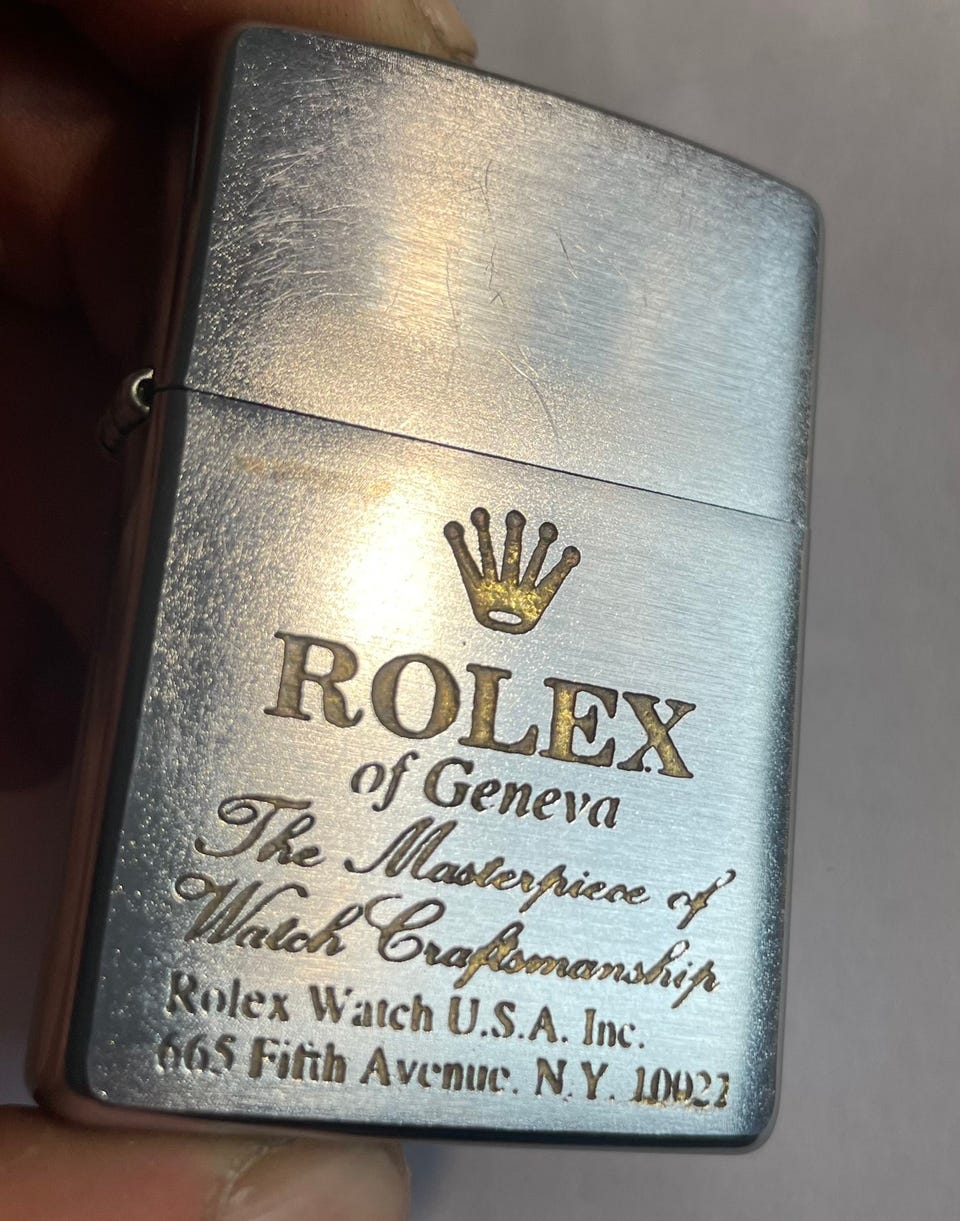 ROLEX
of Geneva
The Masterpiece of
Watch Craftsmanship
Rolex Watch U.S.A. Inc.
665 Fifth Avenue. N.Y. 10022